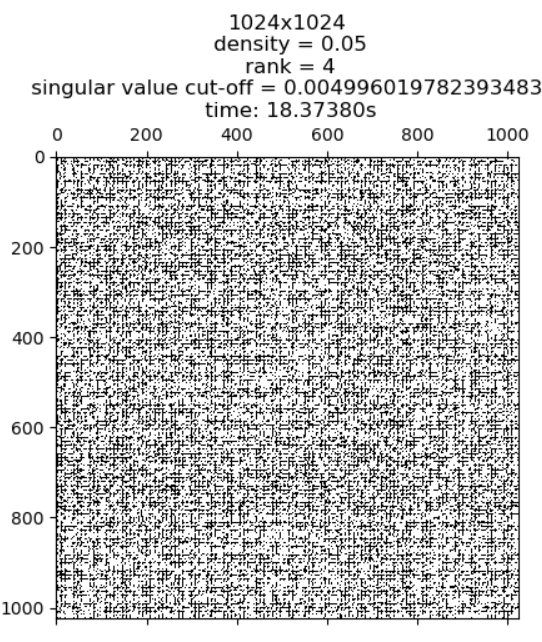 1024x1024
density = 0.05
rank = 4
singular value cut-off = 0.004996019782393483
time: 18.37380s
0 200 400 600 800 1000
0
200
400
600
800
1000